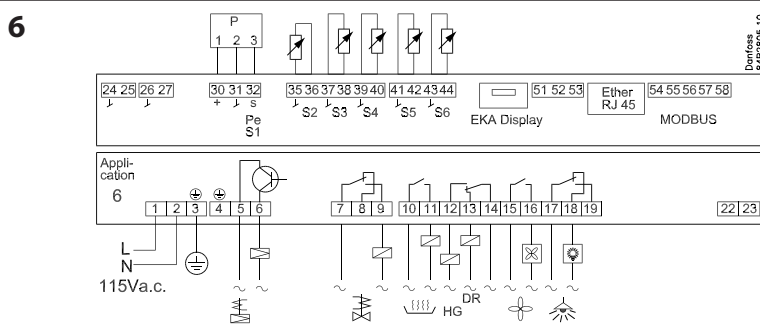 6
P
1 2 3
Danfoss
24 25 26 27 30 31 32 35 36 37 38 39 40 41 42 43 44 51 52 53 54 55 56 57 58
+ s
Pe
S1
S2 S3 S4 S5 S6
EKA Display
Ether
RJ 45
MODBUS
Appli-
cation
6
1 2 3 4 5 6 7 8 9 10 11 12 13 14 15 16 17 18 19 22 23
L
N
115Va.c.
HG
DR